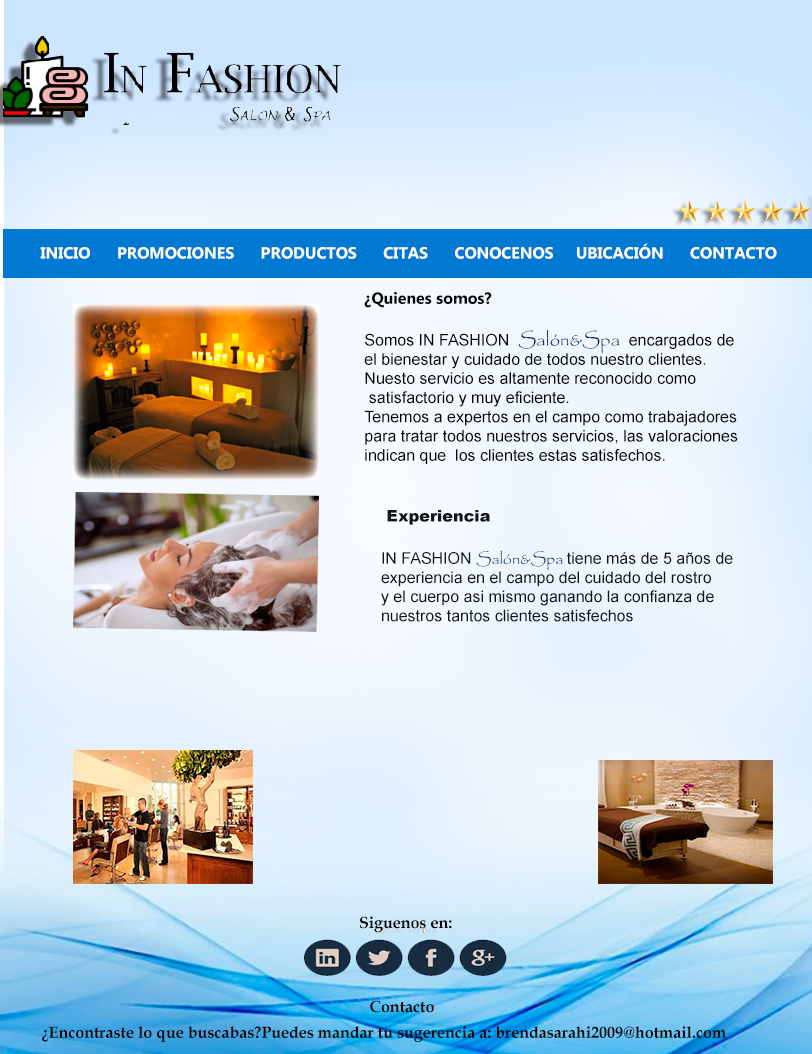 IN FASHION
SALON & SPA
INICIO PROMOCIONES PRODUCTOS CITAS CONOCENOS UBICACIÓN CONTACTO
¿Quienes somos?
Somos IN FASHION Salón&Spa encargados de
el bienestar y cuidado de todos nuestro clientes.
Nuesto servicio es altamente reconocido como
satisfactorio y muy eficiente.
Tenemos a expertos en el campo como trabajadores
para tratar todos nuestros servicios, las valoraciones
indican que los clientes estas satisfechos.
Experiencia
IN FASHION Salón&Spa tiene más de 5 años de
experiencia en el campo del cuidado del rostro
y el cuerpo asi mismo ganando la confianza de
nuestros tantos clientes satisfechos
Siguenos en:
in f g+
Contacto
¿Encontraste lo que buscabas?Puedes mandar tu sugerencia a: brendasarahi2009@hotmail.com